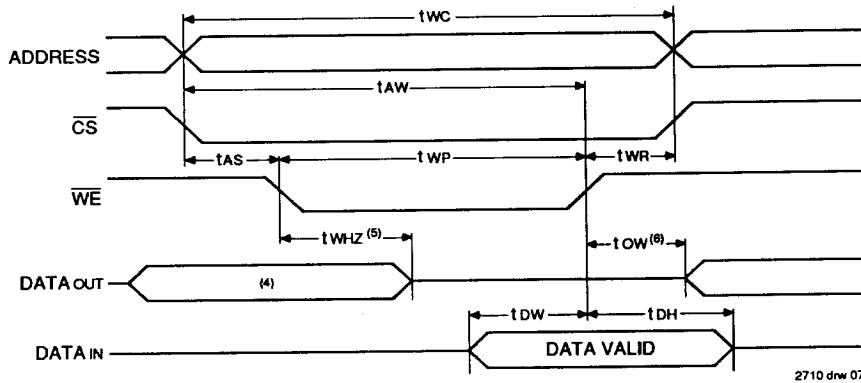 tWC
ADDRESS
tAW
CS
tAS tWP tWR
WE
tWHZ (5) tOW (6)
DATA OUT (4)
tDW tDH
DATA IN DATA VALID
2710 drw 07